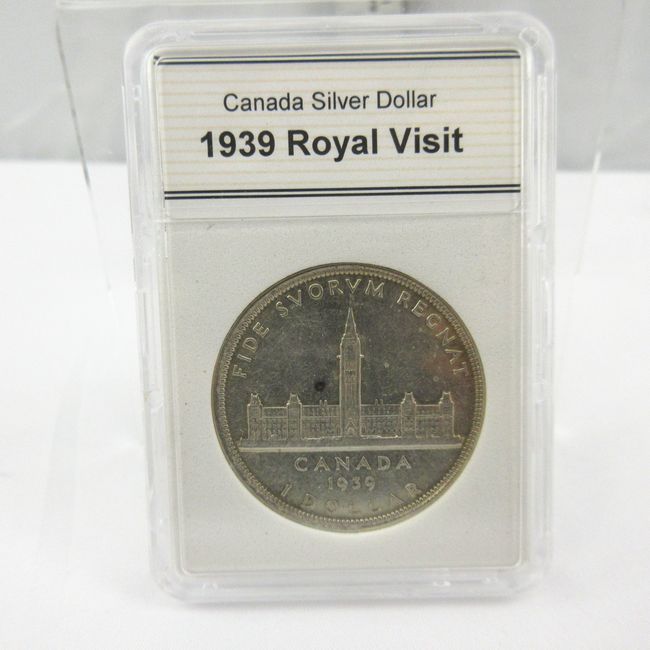 Canada Silver Dollar
1939 Royal Visit
FIDE SVORVM REGNAT
CANADA
1939
1 DOLLAR